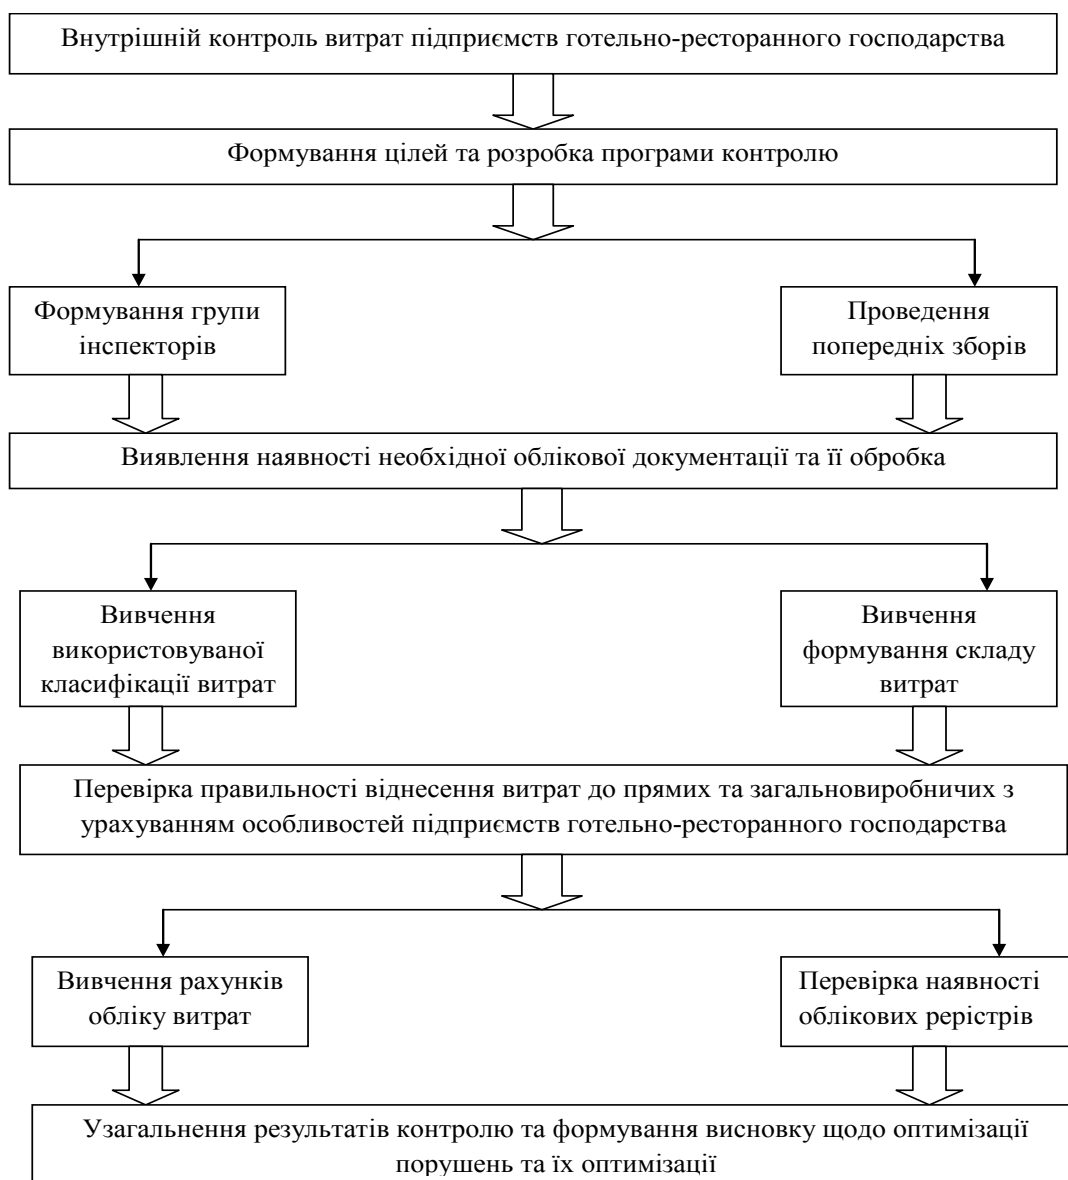 Внутрішній контроль витрат підприємств готельно-ресторанного господарства
Формування цілей та розробка програми контролю
Формування групи
інспекторів
Проведення
попередніх зборів
Виявлення наявності необхідної облікової документації та її обробка
Вивчення
використовуваної
класифікації витрат
Вивчення
формування складу
витрат
Перевірка правильності віднесення витрат до прямих та загальновиробничих з
урахуванням особливостей підприємств готельно-ресторанного господарства
Вивчення рахунків
обліку витрат
Перевірка наявності
облікових рерістрів
Узагальнення результатів контролю та формування висновку щодо оптимізації
порушень та їх оптимізації